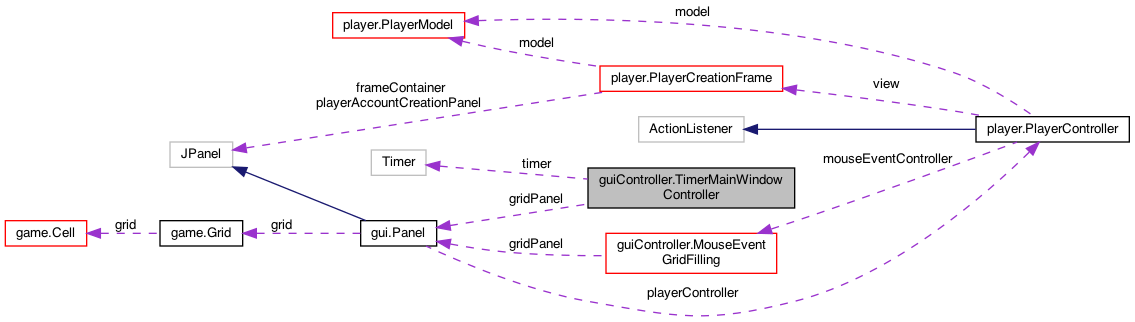 model
player.PlayerModel
model
player.PlayerCreationFrame
frameContainer
playerAccountCreationPanel
view
ActionListener
player.PlayerController
JPanel
Timer
timer
mouseEventController
guiController.TimerMainWindow
Controller
gridPanel
game.Cell
grid
game.Grid
grid
gui.Panel
gridPanel
guiController.MouseEvent
GridFilling
playerController